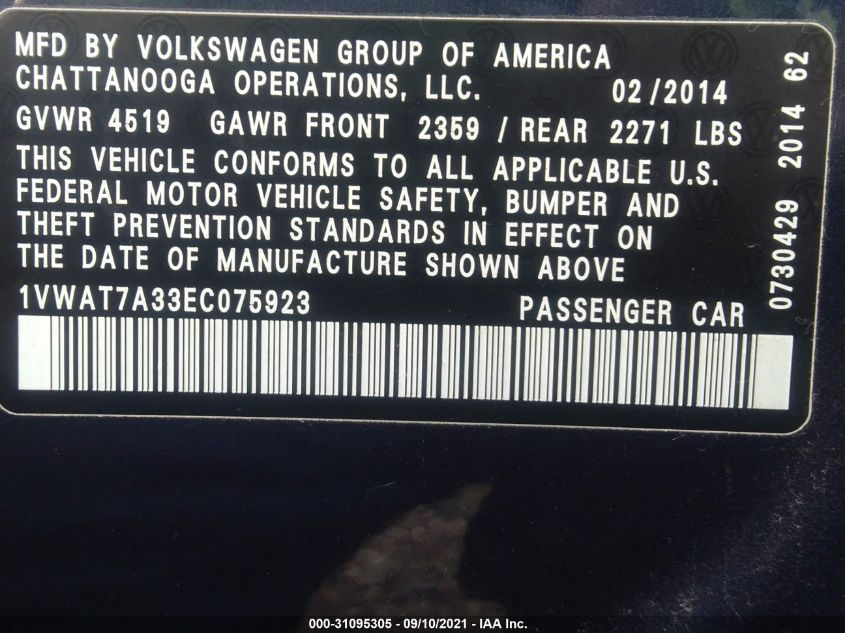 MFD BY VOLKSWAGEN GROUP OF AMERICA
CHATTANOOGA OPERATIONS, LLC. 02/2014
GVWR 4519 GAWR FRONT 2359 / REAR 2271 LBS
THIS VEHICLE CONFORMS TO ALL APPLICABLE U.S.
FEDERAL MOTOR VEHICLE SAFETY, BUMPER AND
THEFT PREVENTION STANDARDS IN EFFECT ON
THE DATE OF MANUFACTURE SHOWN ABOVE
1VWAT7A33EC075923 PASSENGER CAR
0730429 2014 62
000-31095305 - 09/10/2021 - IAA Inc.